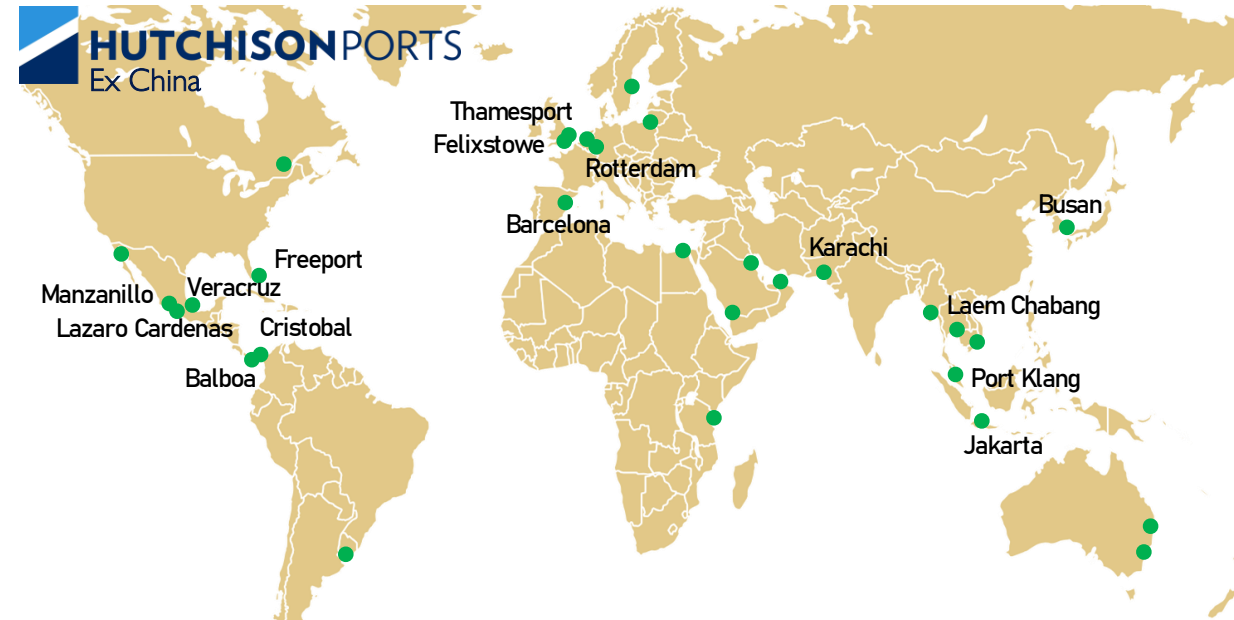 HUTCHISONPORTS
Ex China
Thamesport
Felixstowe
Rotterdam
Barcelona
Busan
Karachi
Freeport
Veracruz
Manzanillo
Lazaro Cardenas
Cristobal
Balboa
Laem Chabang
Port Klang
Jakarta